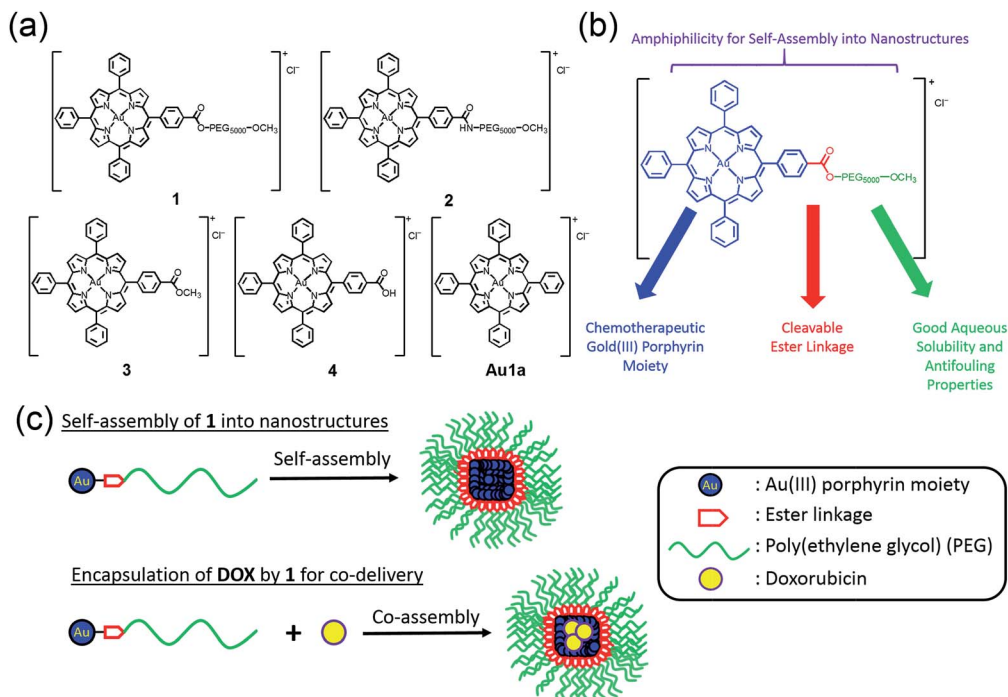 (a)
+
Cl⁻
Au
N
N
N
N
O
O–PEG5000–OCH3
1
+
Cl⁻
Au
N
N
N
N
O
HN–PEG5000–OCH3
2
+
Cl⁻
Au
N
N
N
N
O
O–CH3
3
+
Cl⁻
Au
N
N
N
N
O
OH
4
+
Cl⁻
Au
N
N
N
N
Au1a
(b)
Amphiphilicity for Self-Assembly into Nanostructures
+
Cl⁻
Au
N
N
N
N
O
O–PEG5000–OCH3
Chemotherapeutic
Gold(III) Porphyrin
Moiety
Cleavable
Ester Linkage
Good Aqueous
Solubility and
Antifouling
Properties
(c)
Self-assembly of 1 into nanostructures
Au
Self-assembly
Encapsulation of DOX by 1 for co-delivery
Au
+
Co-assembly
Au
: Au(III) porphyrin moiety
: Ester linkage
: Poly(ethylene glycol) (PEG)
: Doxorubicin